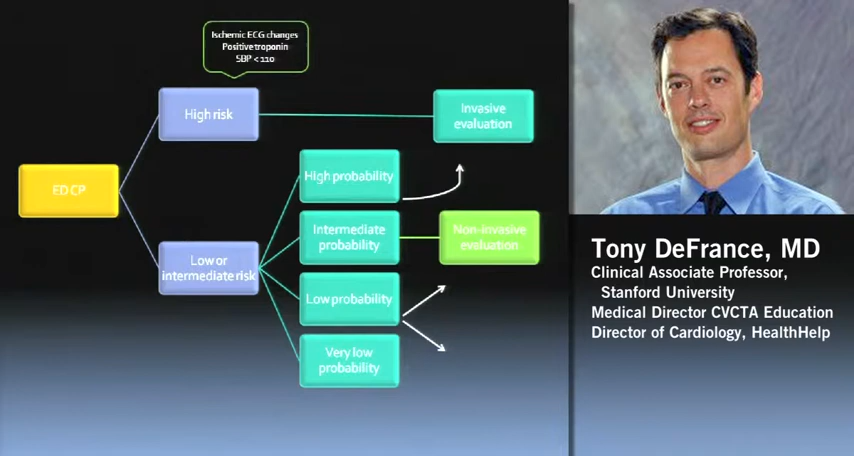 Ischemic ECG changes
Positive troponin
SBP < 110
High risk
Invasive
evaluation
ED CP
High probability
Intermediate
probability
Non-invasive
evaluation
Low or
intermediate risk
Low probability
Very low
probability
Tony DeFrance, MD
Clinical Associate Professor,
Stanford University
Medical Director CVCTA Education
Director of Cardiology, HealthHelp